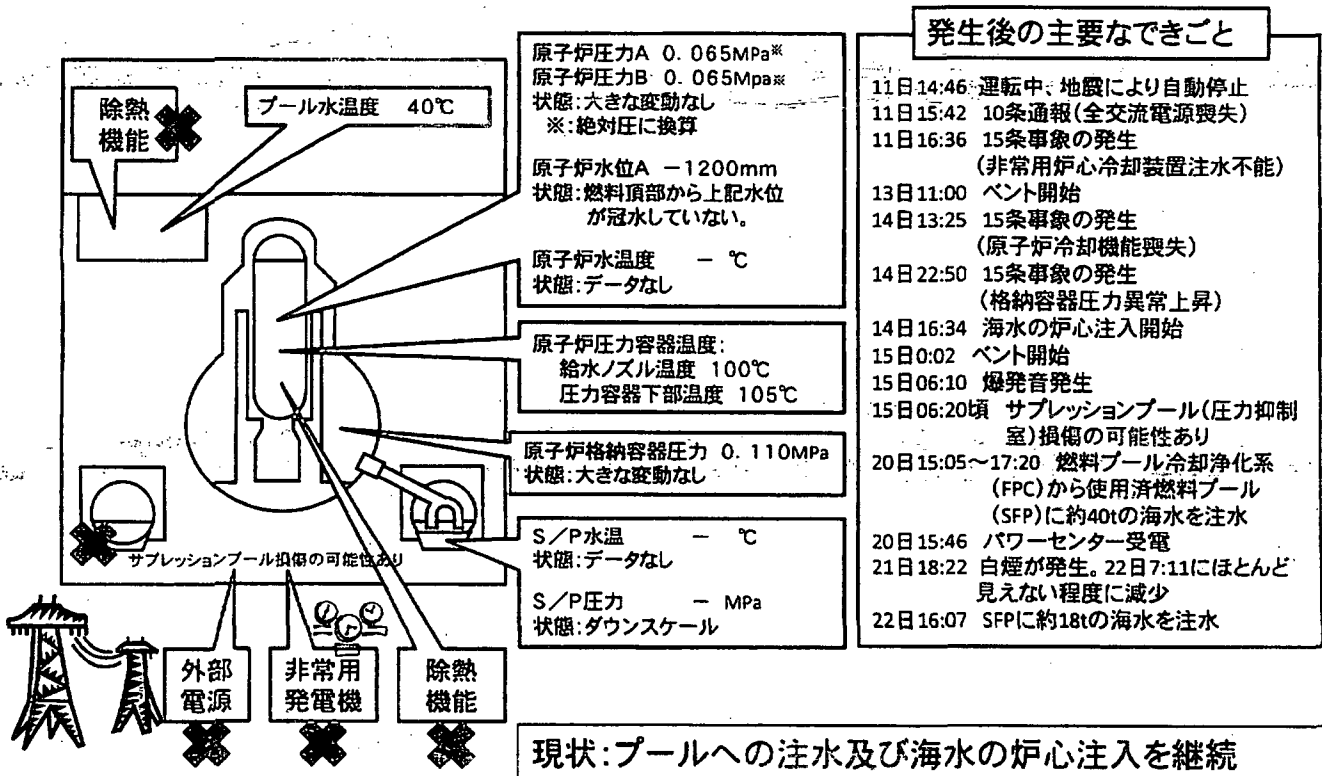 除熱
機能
プール水温度 40℃
サプレッションプール損傷の可能性あり
外部
電源
非常用
発電機
除熱
機能
原子炉圧力A 0.065MPa※
原子炉圧力B 0.065Mpa※
状態:大きな変動なし
※:絶対圧に換算
原子炉水位A －1200mm
状態:燃料頂部から上記水位
が冠水していない。
原子炉水温度 － ℃
状態:データなし
原子炉圧力容器温度:
給水ノズル温度 100℃
圧力容器下部温度 105℃
原子炉格納容器圧力 0.110MPa
状態:大きな変動なし
S／P水温 － ℃
状態:データなし
S／P圧力 － MPa
状態:ダウンスケール
発生後の主要なできごと
11日14:46 運転中、地震により自動停止
11日15:42 10条通報(全交流電源喪失)
11日16:36 15条事象の発生
(非常用炉心冷却装置注水不能)
13日11:00 ベント開始
14日13:25 15条事象の発生
(原子炉冷却機能喪失)
14日22:50 15条事象の発生
(格納容器圧力異常上昇)
14日16:34 海水の炉心注入開始
15日0:02 ベント開始
15日06:10 爆発音発生
15日06:20頃 サプレッションプール(圧力抑制
室)損傷の可能性あり
20日15:05～17:20 燃料プール冷却浄化系
(FPC)から使用済燃料プール
(SFP)に約40tの海水を注水
20日15:46 パワーセンター受電
21日18:22 白煙が発生。22日7:11にほとんど
見えない程度に減少
22日16:07 SFPに約18tの海水を注水
現状:プールへの注水及び海水の炉心注入を継続